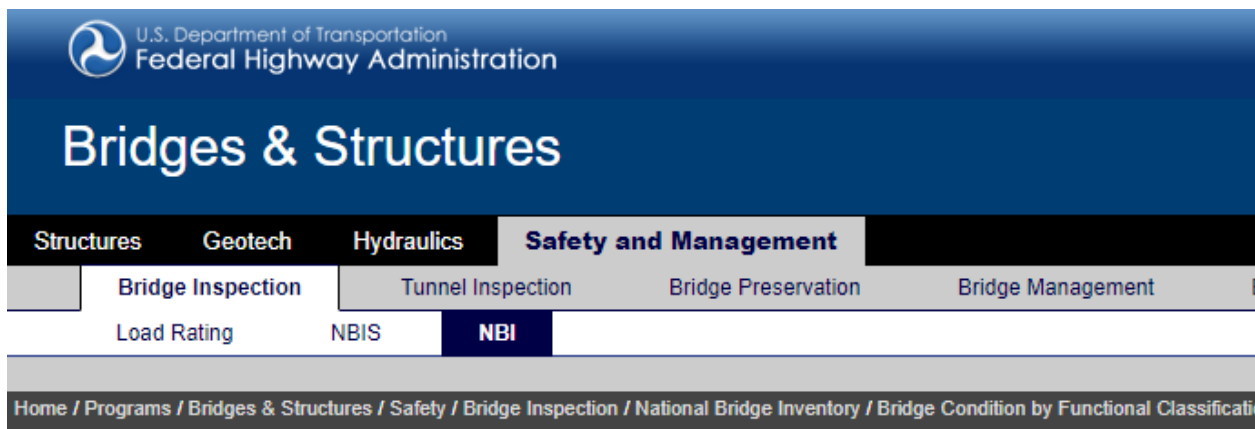 U.S. Department of Transportation
Federal Highway Administration
Bridges & Structures
Structures Geotech Hydraulics Safety and Management
Bridge Inspection Tunnel Inspection Bridge Preservation Bridge Management
Load Rating NBIS NBI
Home / Programs / Bridges & Structures / Safety / Bridge Inspection / National Bridge Inventory / Bridge Condition by Functional